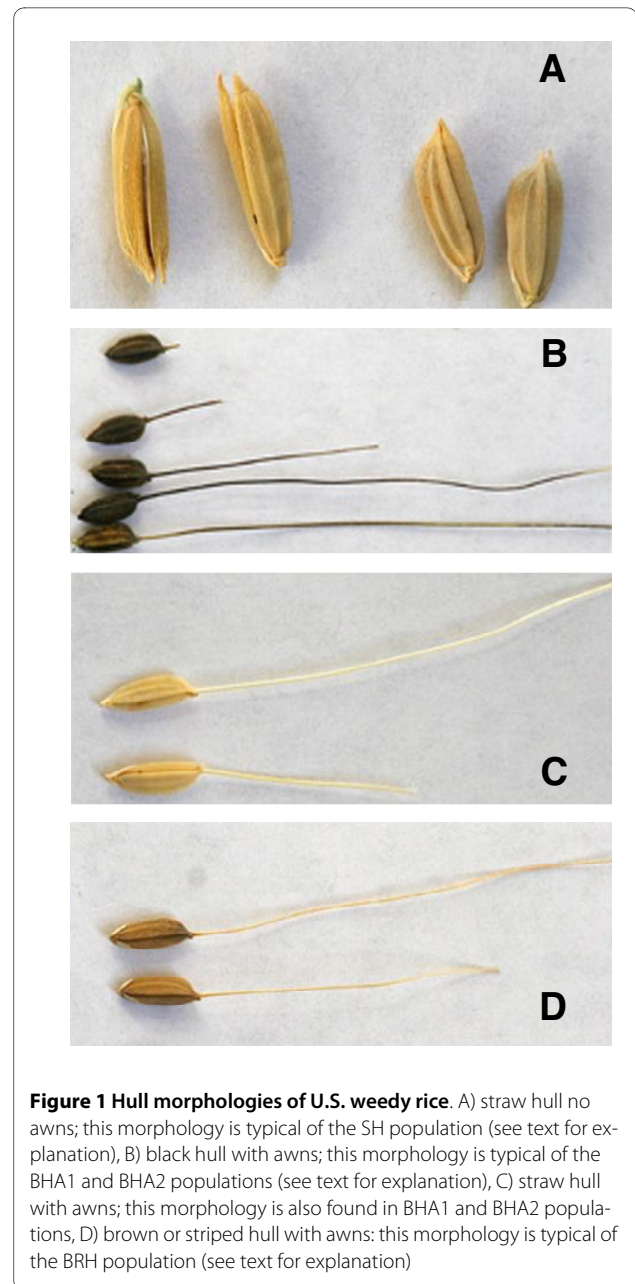 A
B
C
D
Figure 1 Hull morphologies of U.S. weedy rice. A) straw hull no
awns; this morphology is typical of the SH population (see text for ex-
planation), B) black hull with awns; this morphology is typical of the
BHA1 and BHA2 populations (see text for explanation), C) straw hull
with awns; this morphology is also found in BHA1 and BHA2 popula-
tions, D) brown or striped hull with awns: this morphology is typical of
the BRH population (see text for explanation)